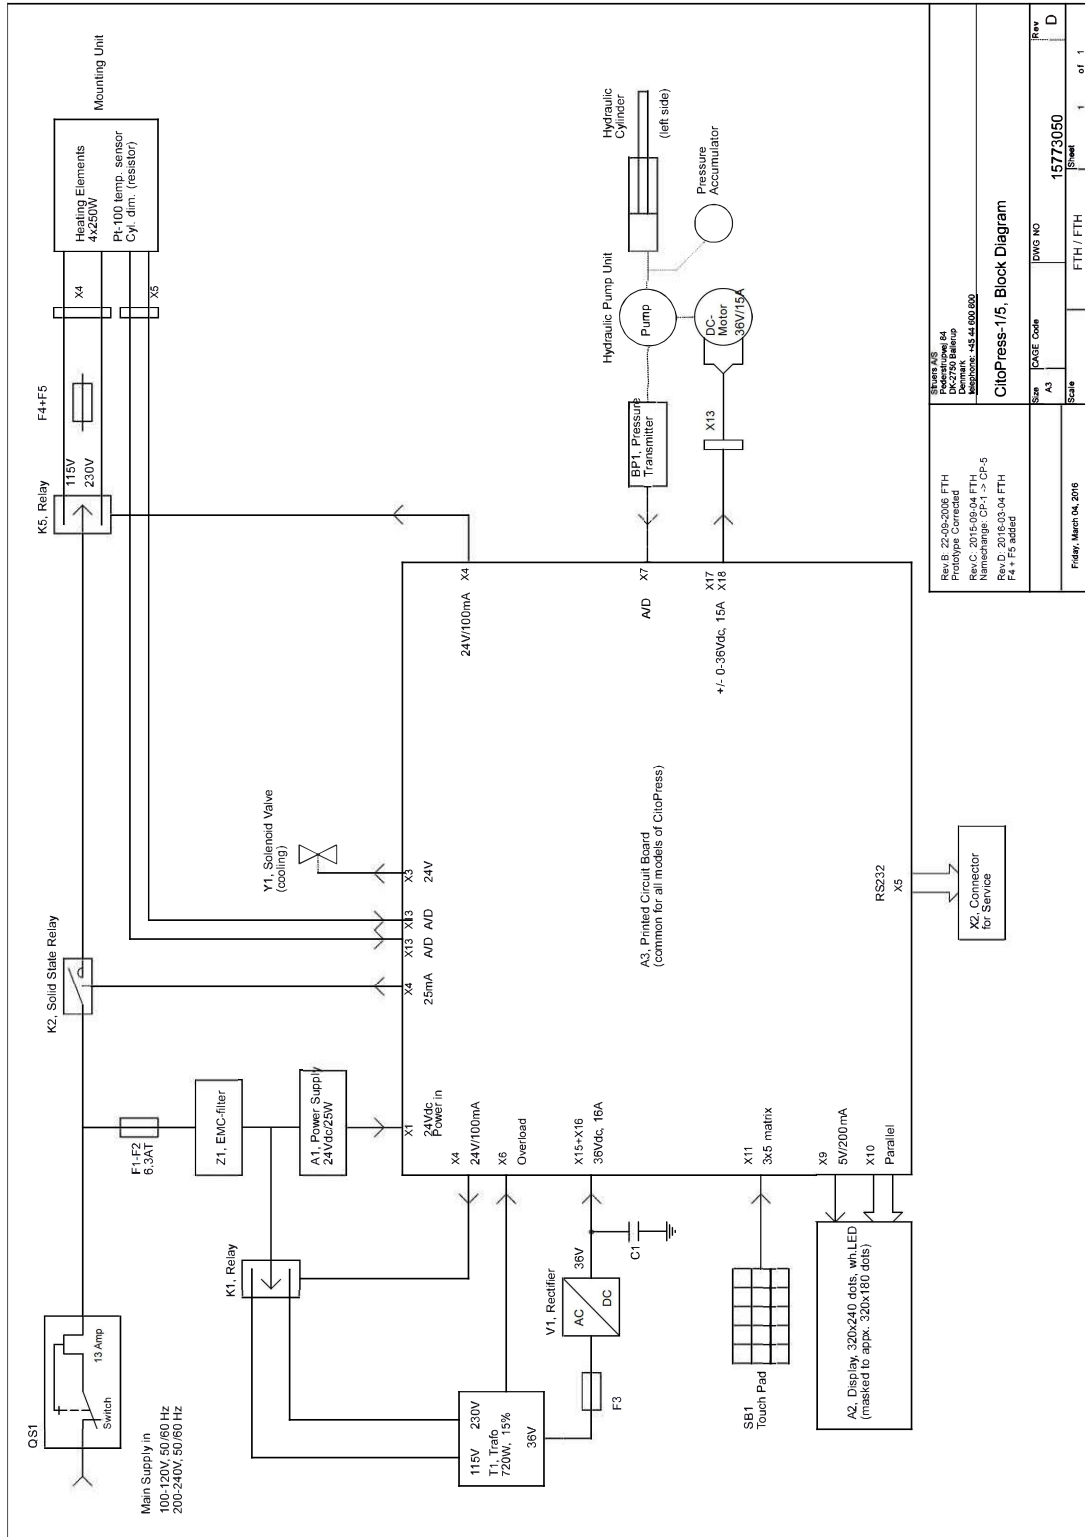 QS1
Switch
13 Amp
Main Supply in
100-120V, 50/60 Hz
200-240V, 50/60 Hz
F1-F2
6,3AT
Z1, EMC-filter
A1, Power Supply
24Vdc/25W
K2, Solid State Relay
Y1, Solenoid Valve
(cooling)
K5, Relay
115V
230V
F4+F5
X4
X5
Heating Elements
4x250W
Pt-100 temp. sensor
Cyl. dim. (resistor)
Mounting Unit
K1, Relay
115V
230V
T1, Trafo
720W, 15%
36V
F3
V1, Rectifier
AC
DC
36V
C1
X1
24Vdc
Power in
X4
25mA
X13
A/D
X13
A/D
X3
24V
X4
24V/100mA
X6
Overload
X15+X16
36Vdc, 16A
X11
3x5 matrix
X9
5V/200mA
X10
Parallel
A3, Printed Circuit Board
(common for all models of CitoPress)
24V/100mA
X4
A/D
X7
+/- 0-36Vdc, 15A
X17
X18
RS232
X5
X2, Connector
for Service
SB1
Touch Pad
A2, Display, 320x240 dots, wh.LED
(masked to appx. 320x180 dots)
BP1, Pressure
Transmitter
X13
Hydraulic Pump Unit
Pump
DC-
Motor
36V/15A
Hydraulic
Cylinder
(left side)
Pressure
Accumulator
Rev.B: 22-09-2006 FTH
Prototype Corrected
Rev.C: 2015-09-04 FTH
Namechange: CP-1 -> CP-5
Rev.D: 2016-03-04 FTH
F4 + F5 added
Friday, March 04, 2016
Struers A/S
Pederstrupvej 84
DK-2750 Ballerup
Denmark
telephone: +45 44 600 800
CitoPress-1/5, Block Diagram
Size
A3
CAGE Code
DWG NO
15773050
Rev
D
Scale
FTH / FTH
Sheet
1 of 1